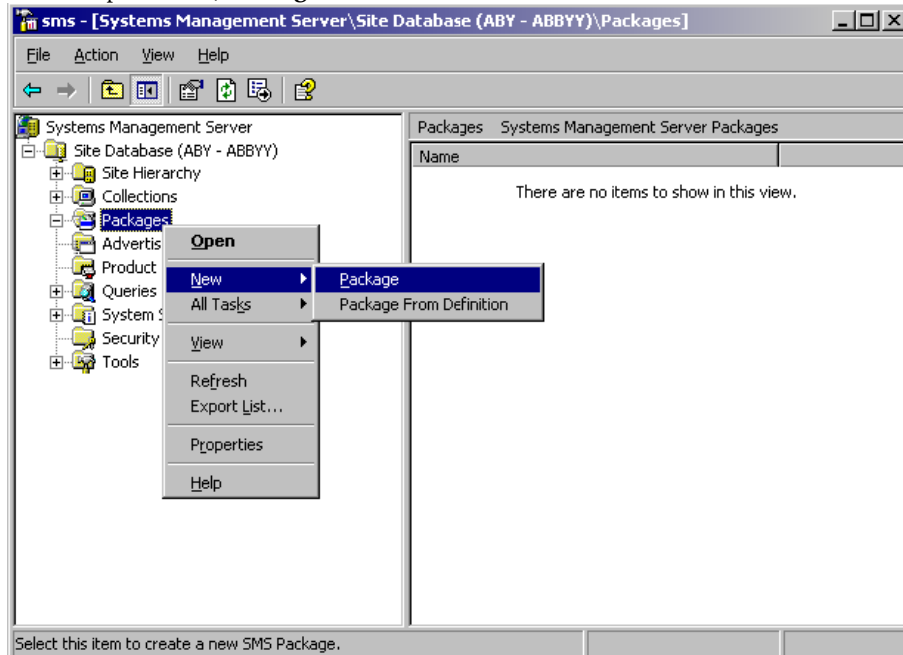 sms - [Systems Management Server\Site Database (ABY - ABBYY)\Packages]
File Action View Help
Systems Management Server
Site Database (ABY - ABBYY)
Site Hierarchy
Collections
Packages
Advertis
Product
Queries
System S
Security
Tools
Open
New
All Tasks
View
Refresh
Export List...
Properties
Help
Package
Package From Definition
Packages Systems Management Server Packages
Name
There are no items to show in this view.
Select this item to create a new SMS Package.